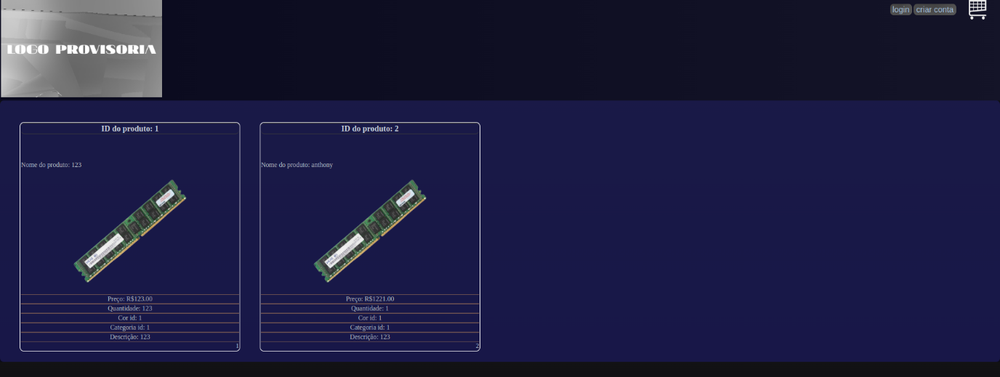 LOGO PROVISORIA
login criar conta
ID do produto: 1
Nome do produto: 123
Preço: R$123.00
Quantidade: 123
Cor id: 1
Categoria id: 1
Descrição: 123
1
ID do produto: 2
Nome do produto: anthony
Preço: R$1221.00
Quantidade: 1
Cor id: 1
Categoria id: 1
Descrição: 123
2